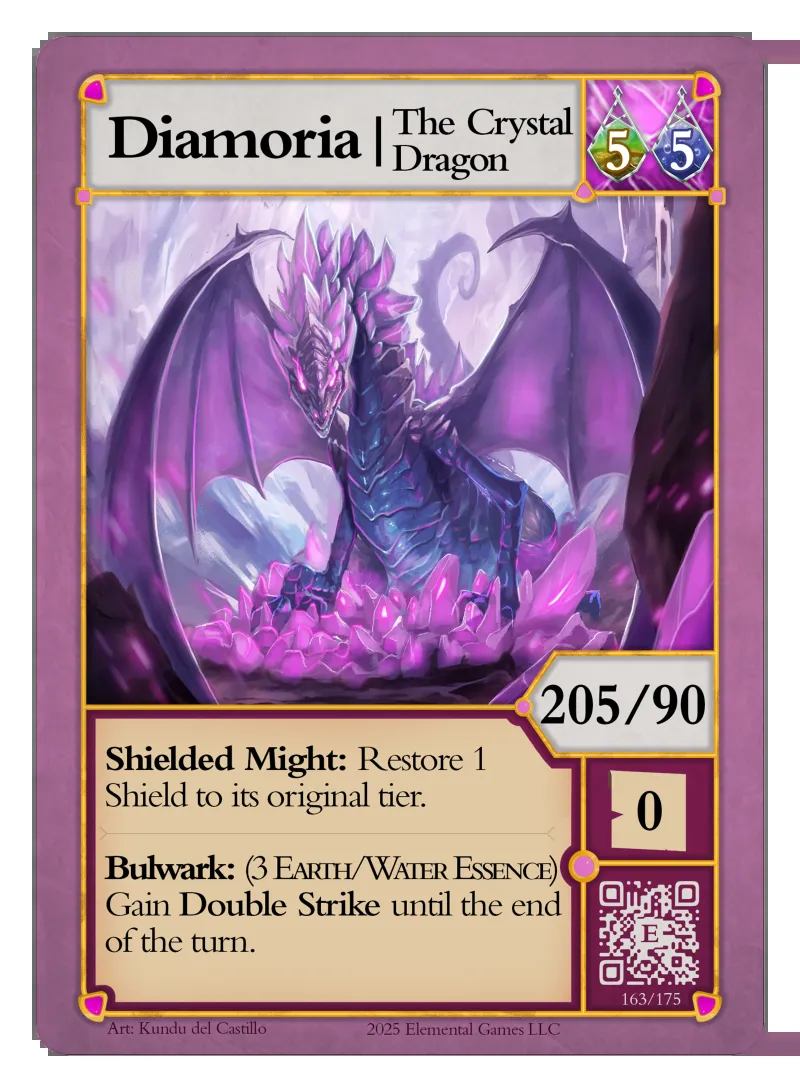 Diamoria | The Crystal
Dragon
5 5
205/90
Shielded Might: Restore 1
Shield to its original tier.
0
Bulwark: (3 EARTH/WATER ESSENCE)
Gain Double Strike until the end
of the turn.
E
163/175
Art: Kundu del Castillo 2025 Elemental Games LLC